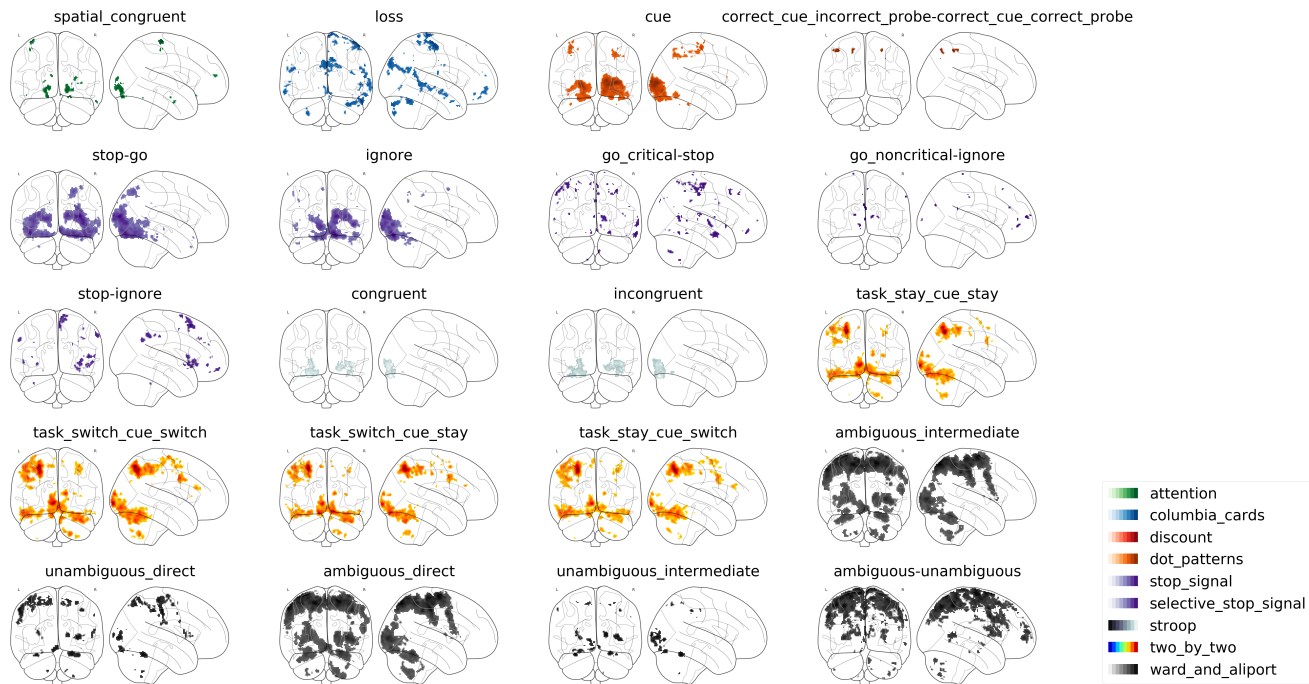 spatial_congruent
loss
cue
correct_cue_incorrect_probe-correct_cue_correct_probe
L R
L R
L R
L R
stop-go
ignore
go_critical-stop
go_noncritical-ignore
L R
L R
L R
L R
stop-ignore
congruent
incongruent
task_stay_cue_stay
L R
L R
L R
L R
task_switch_cue_switch
task_switch_cue_stay
task_stay_cue_switch
ambiguous_intermediate
L R
L R
L R
L R
unambiguous_direct
ambiguous_direct
unambiguous_intermediate
ambiguous-unambiguous
L R
L R
L R
L R
attention
columbia_cards
discount
dot_patterns
stop_signal
selective_stop_signal
stroop
two_by_two
ward_and_aliport